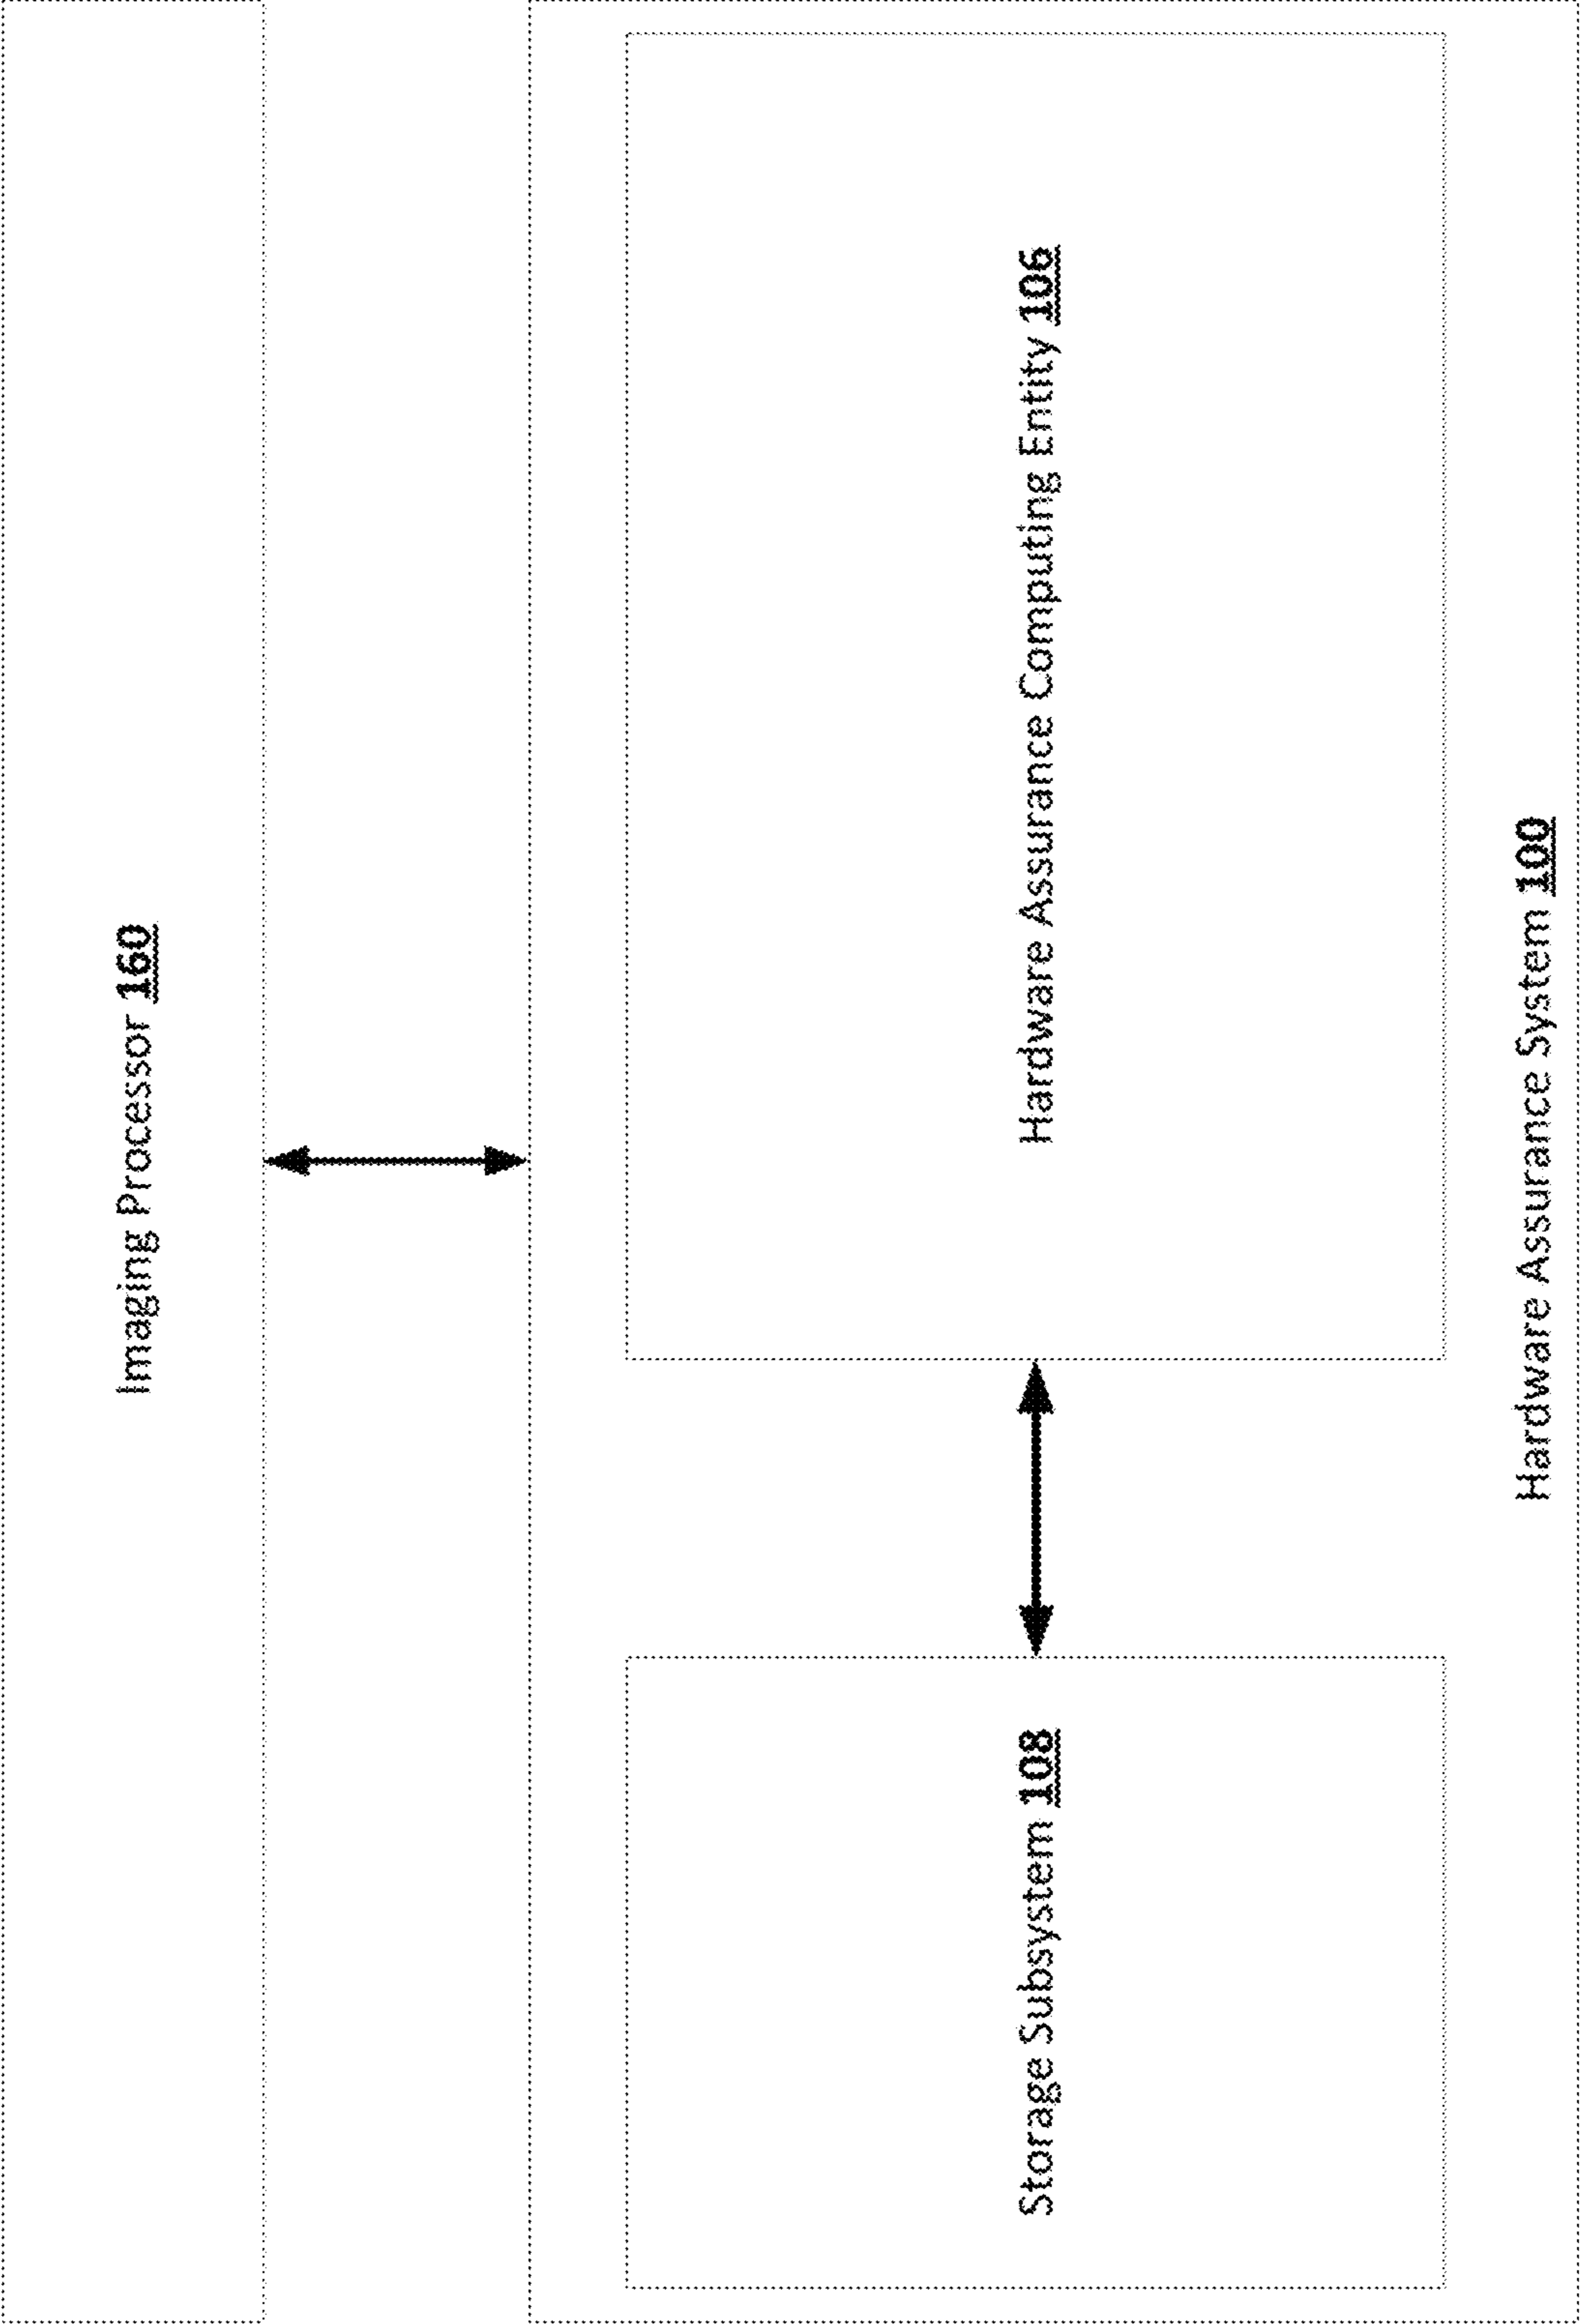 Imaging Processor 160
Storage Subsystem 108
Hardware Assurance Computing Entity 106
Hardware Assurance System 100